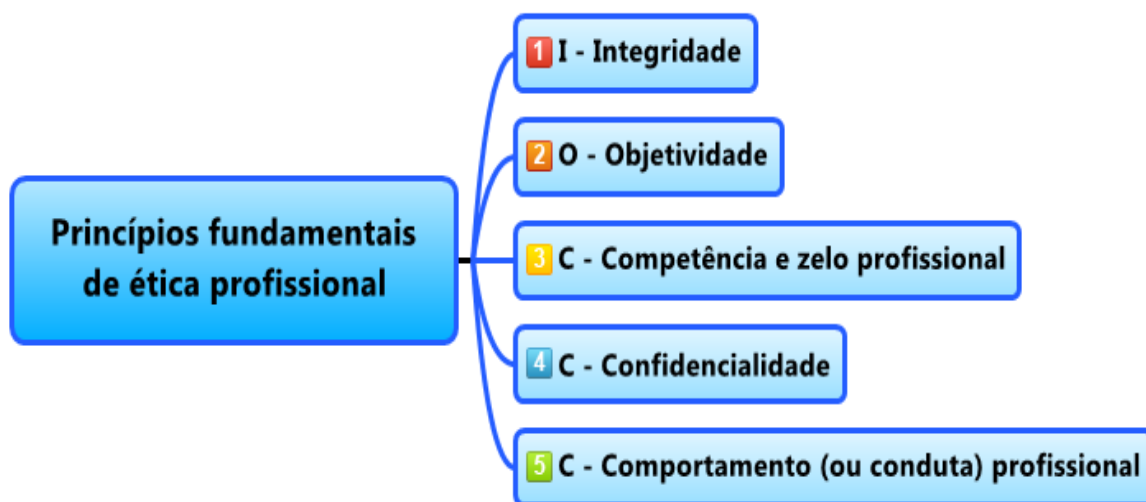 Princípios fundamentais
de ética profissional
1 I - Integridade
2 O - Objetividade
3 C - Competência e zelo profissional
4 C - Confidencialidade
5 C - Comportamento (ou conduta) profissional